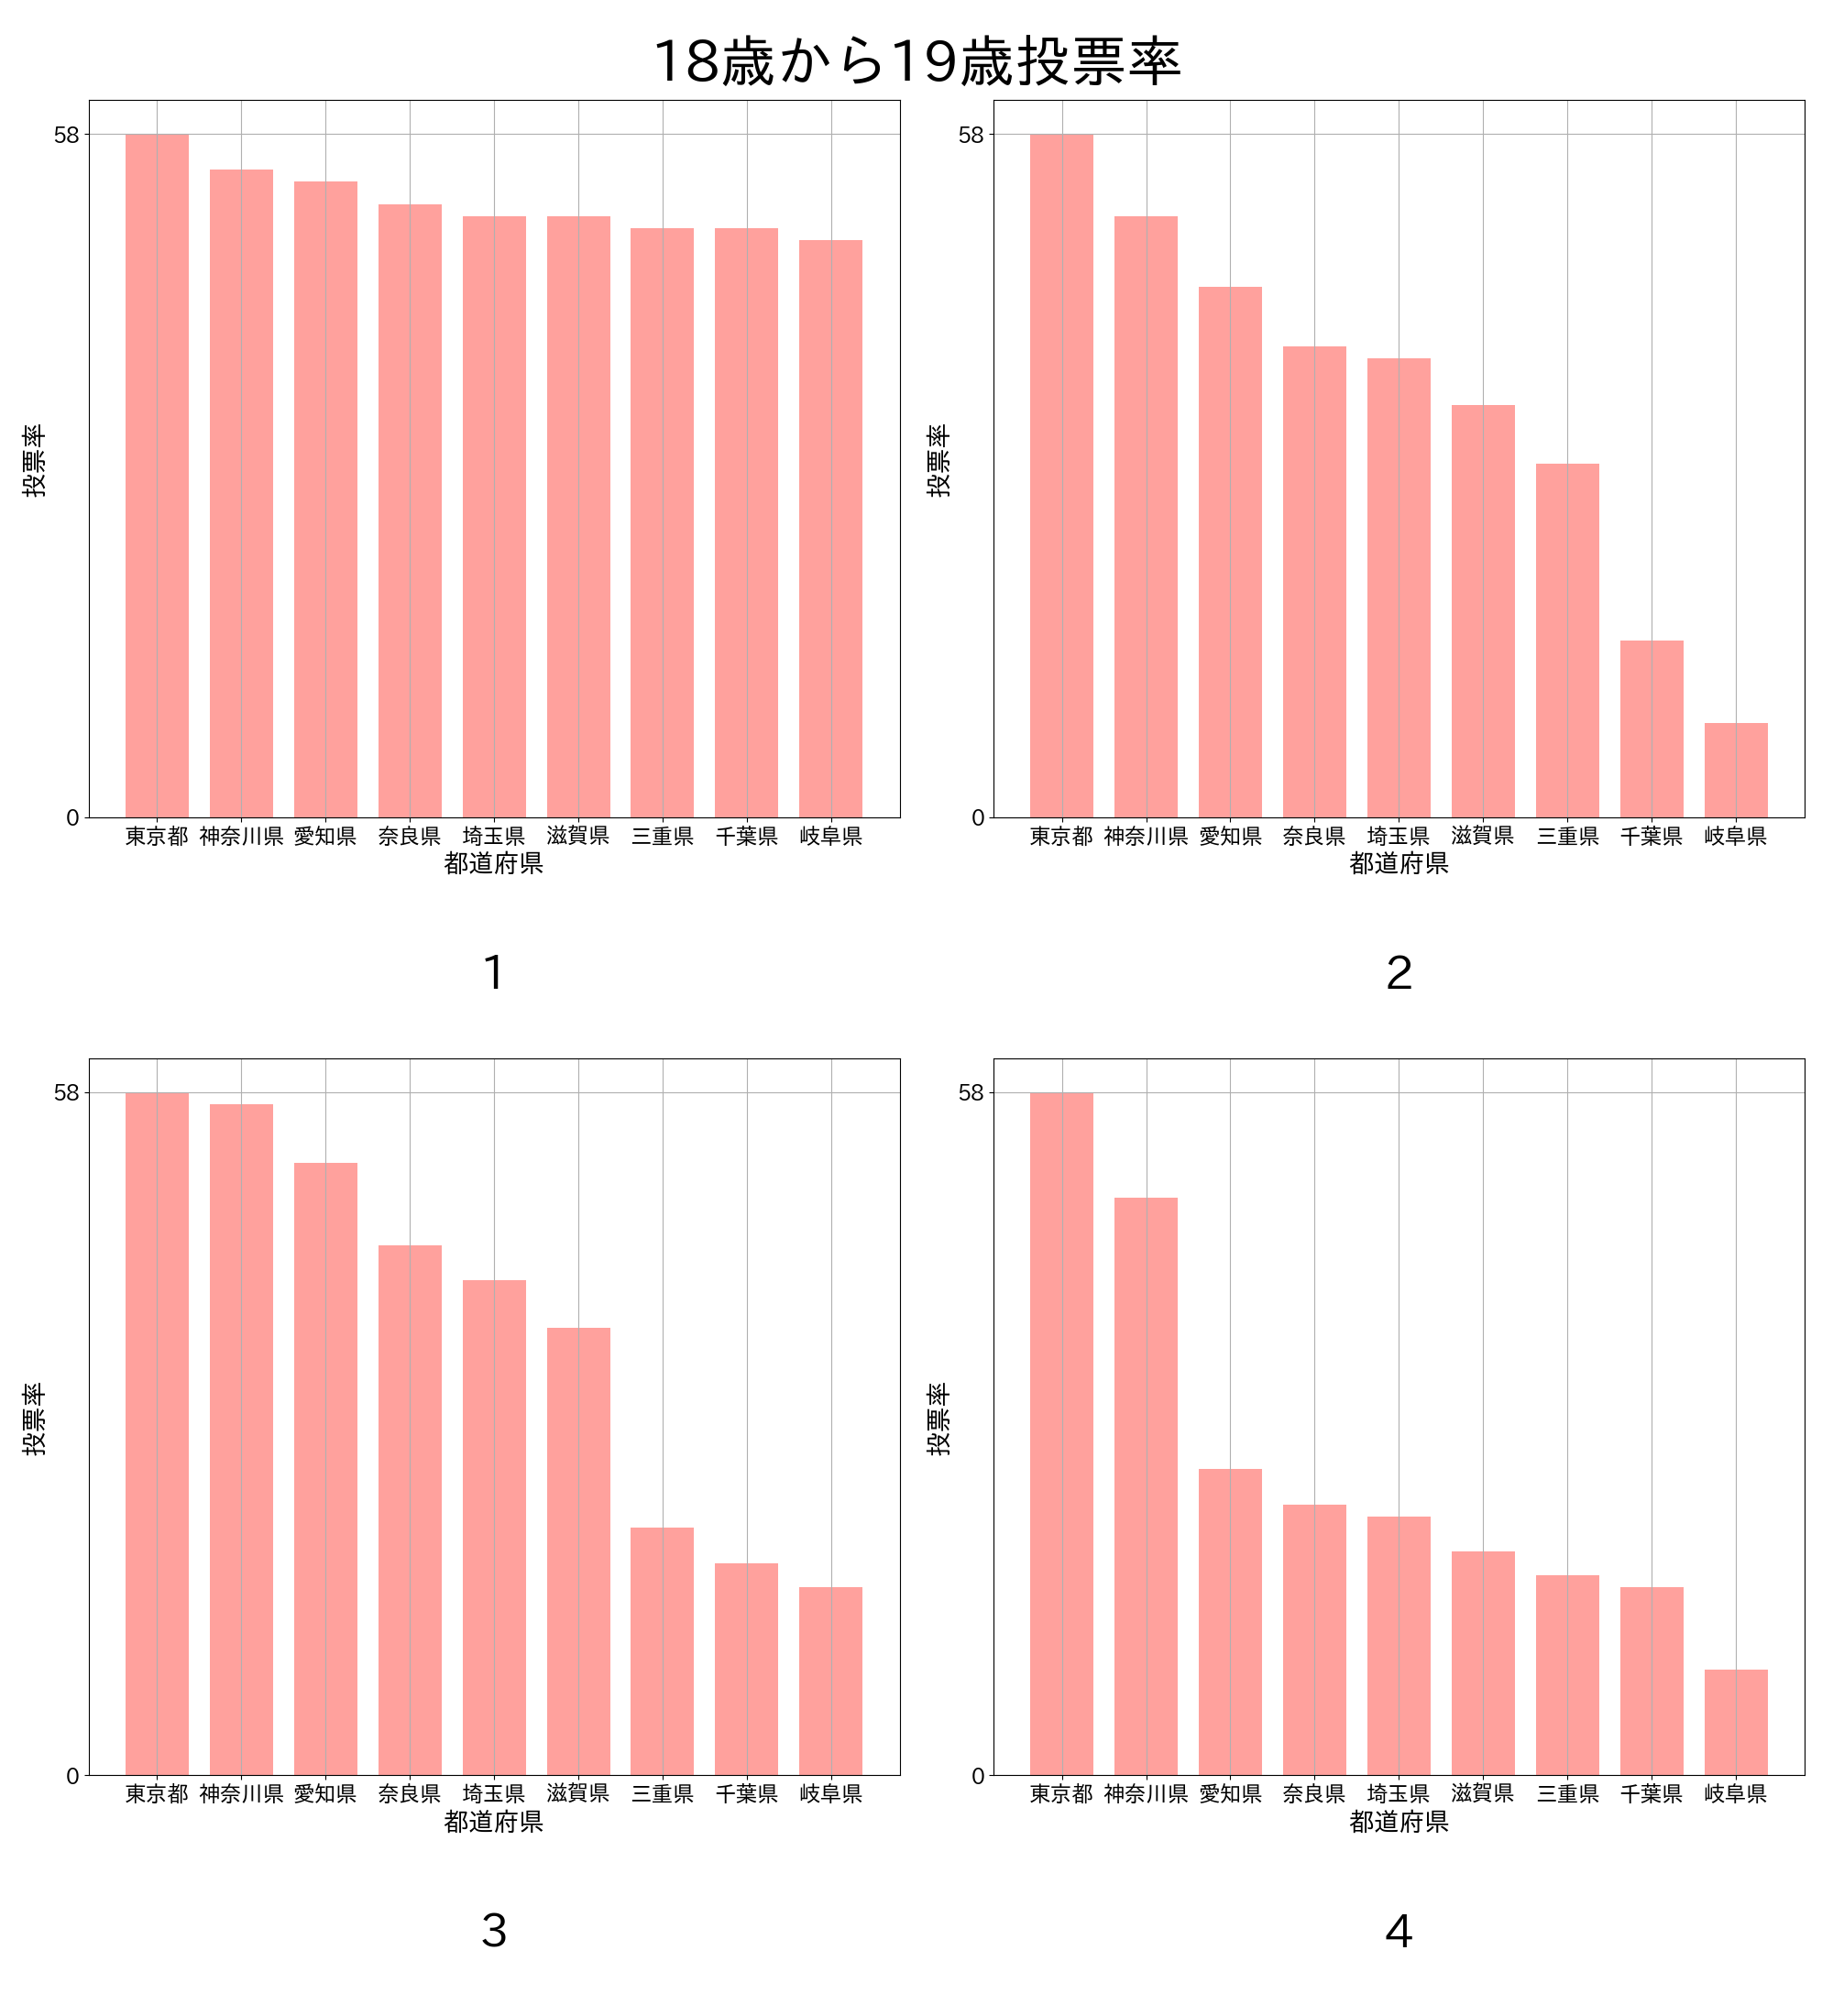 18歳から19歳投票率
58
0
投票率
東京都 神奈川県 愛知県 奈良県 埼玉県 滋賀県 三重県 千葉県 岐阜県
都道府県
1
58
0
投票率
東京都 神奈川県 愛知県 奈良県 埼玉県 滋賀県 三重県 千葉県 岐阜県
都道府県
2
58
0
投票率
東京都 神奈川県 愛知県 奈良県 埼玉県 滋賀県 三重県 千葉県 岐阜県
都道府県
3
58
0
投票率
東京都 神奈川県 愛知県 奈良県 埼玉県 滋賀県 三重県 千葉県 岐阜県
都道府県
4